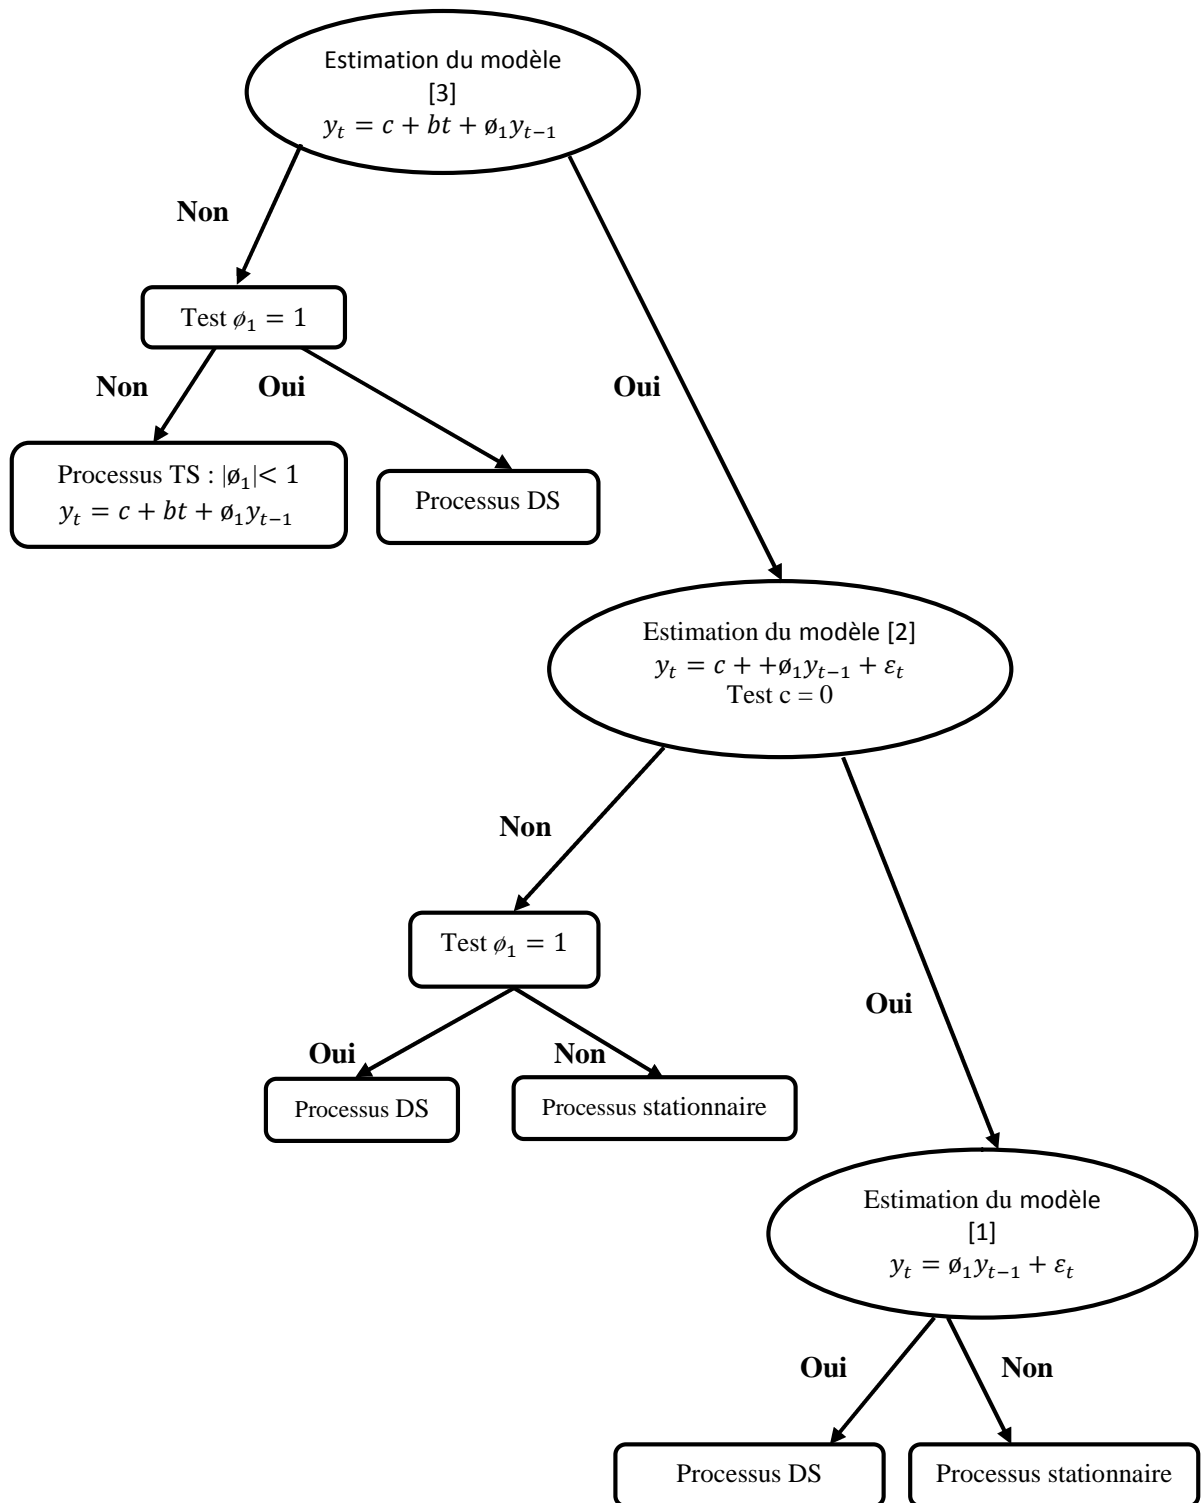 Estimation du modèle
[3]
y_t = c + bt + ø_1 y_{t−1}
Non
Test ø_1 = 1
Non
Oui
Oui
Processus TS : |ø_1|< 1
y_t = c + bt + ø_1 y_{t−1}
Processus DS
Estimation du modèle [2]
y_t = c + +ø_1 y_{t−1} + ε_t
Test c = 0
Non
Test ø_1 = 1
Oui
Oui
Non
Processus DS
Processus stationnaire
Estimation du modèle
[1]
y_t = ø_1 y_{t−1} + ε_t
Oui
Non
Processus DS
Processus stationnaire